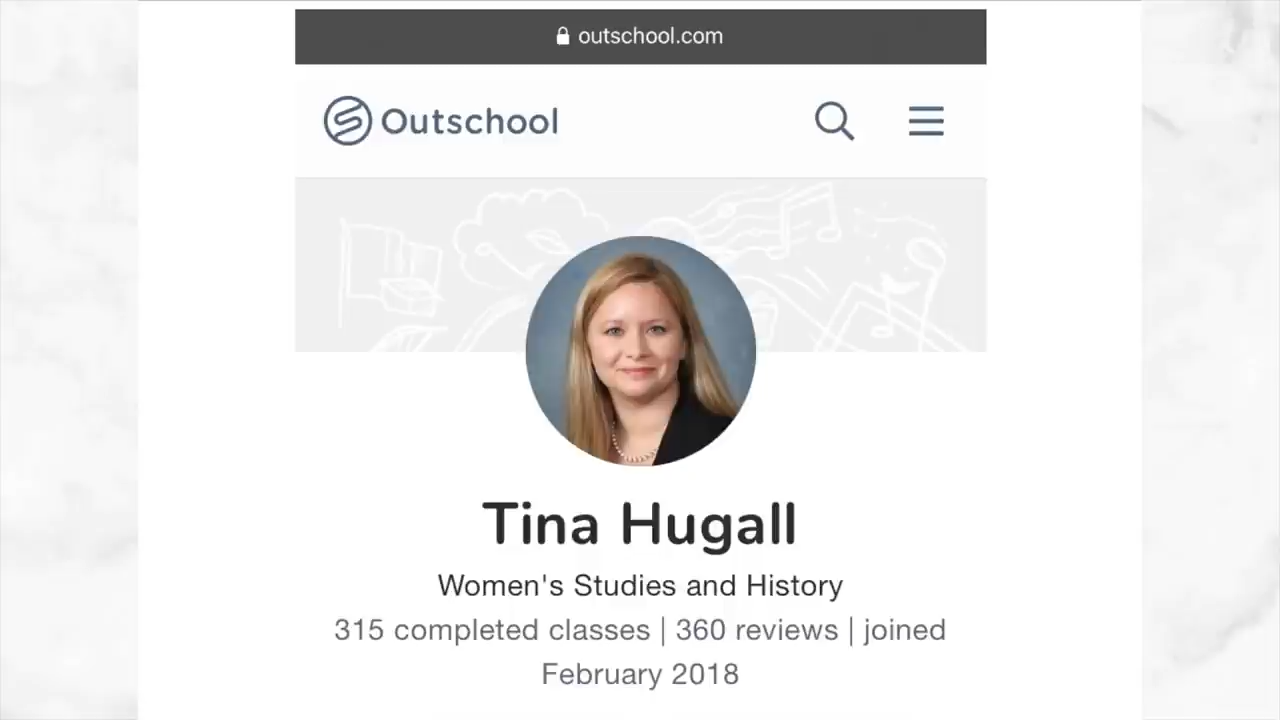 outschool.com
Outschool
Tina Hugall
Women's Studies and History
315 completed classes | 360 reviews | joined
February 2018